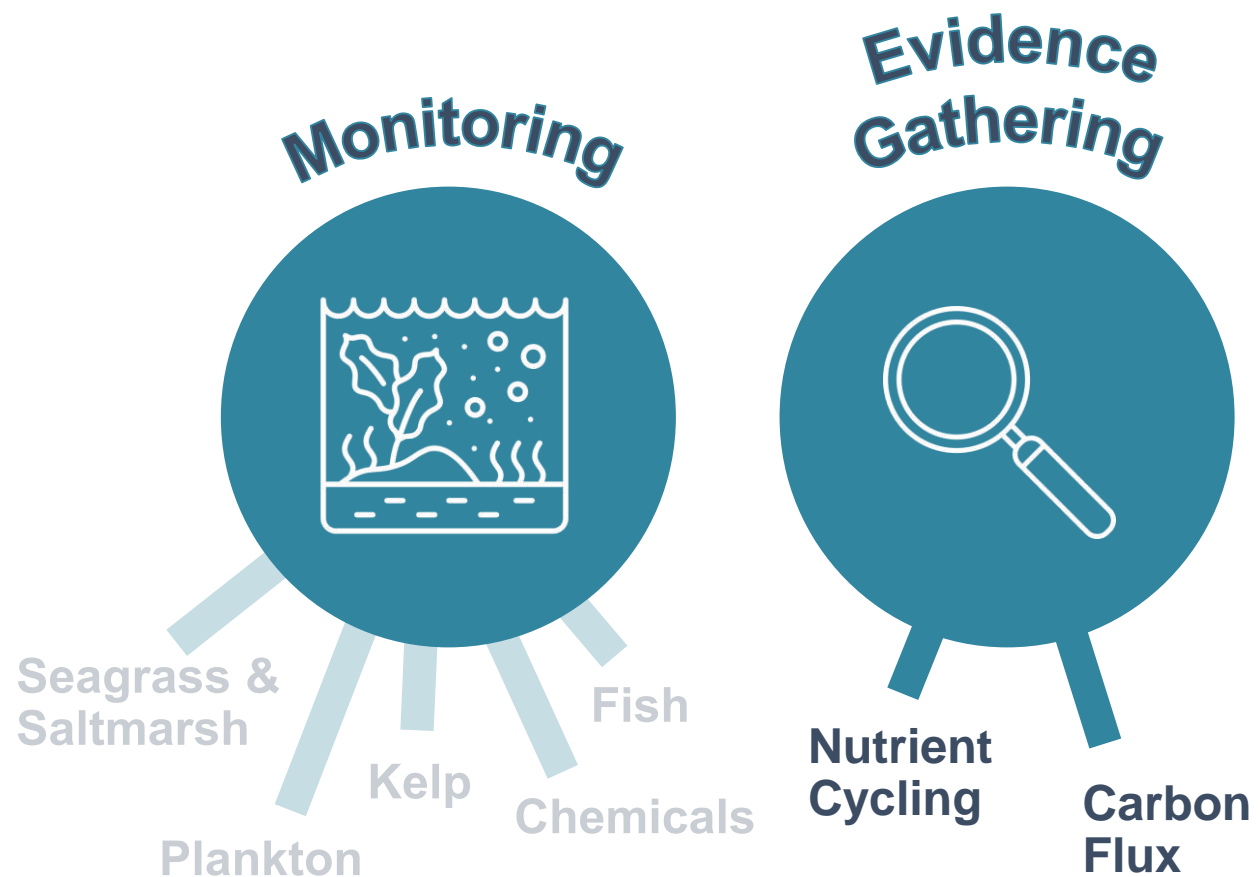 Monitoring
Seagrass &
Saltmarsh
Plankton
Kelp
Chemicals
Fish
Evidence
Gathering
Nutrient
Cycling
Carbon
Flux